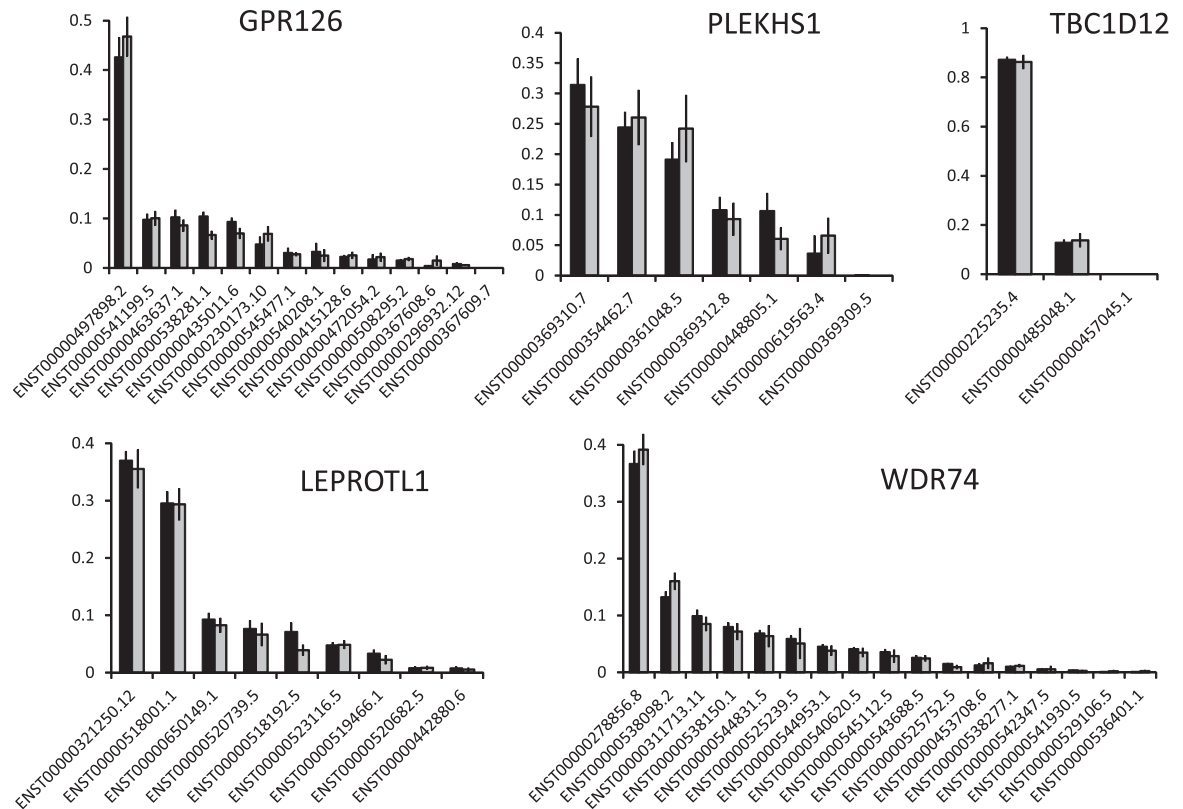 GPR126
0.5
0.4
0.3
0.2
0.1
0
ENST00000497898.2
ENST00000541199.5
ENST00000463637.1
ENST00000538281.1
ENST00000435011.6
ENST00000230173.10
ENST00000545477.1
ENST00000540208.1
ENST00000415128.6
ENST00000472054.2
ENST00000508295.2
ENST00000367608.6
ENST00000296932.12
ENST00000367609.7
PLEKHS1
0.4
0.35
0.3
0.25
0.2
0.15
0.1
0.05
0
ENST00000369310.7
ENST00000354462.7
ENST00000361048.5
ENST00000369312.8
ENST00000448805.1
ENST00000619563.4
ENST00000369309.5
TBC1D12
1
0.8
0.6
0.4
0.2
0
ENST00000225235.4
ENST00000485048.1
ENST00000457045.1
LEPROTL1
0.4
0.3
0.2
0.1
0
ENST00000321250.12
ENST00000518001.1
ENST00000650149.1
ENST00000520739.5
ENST00000518192.5
ENST00000523116.5
ENST00000519466.1
ENST00000520682.5
ENST00000442880.6
WDR74
0.4
0.3
0.2
0.1
0
ENST00000278856.8
ENST00000538098.2
ENST00000311713.11
ENST00000538150.1
ENST00000544831.5
ENST00000525239.5
ENST00000544953.1
ENST00000540620.5
ENST00000545112.5
ENST00000543688.5
ENST00000525752.5
ENST00000453708.6
ENST00000538277.1
ENST00000542347.5
ENST00000541930.5
ENST00000529106.5
ENST00000536401.1